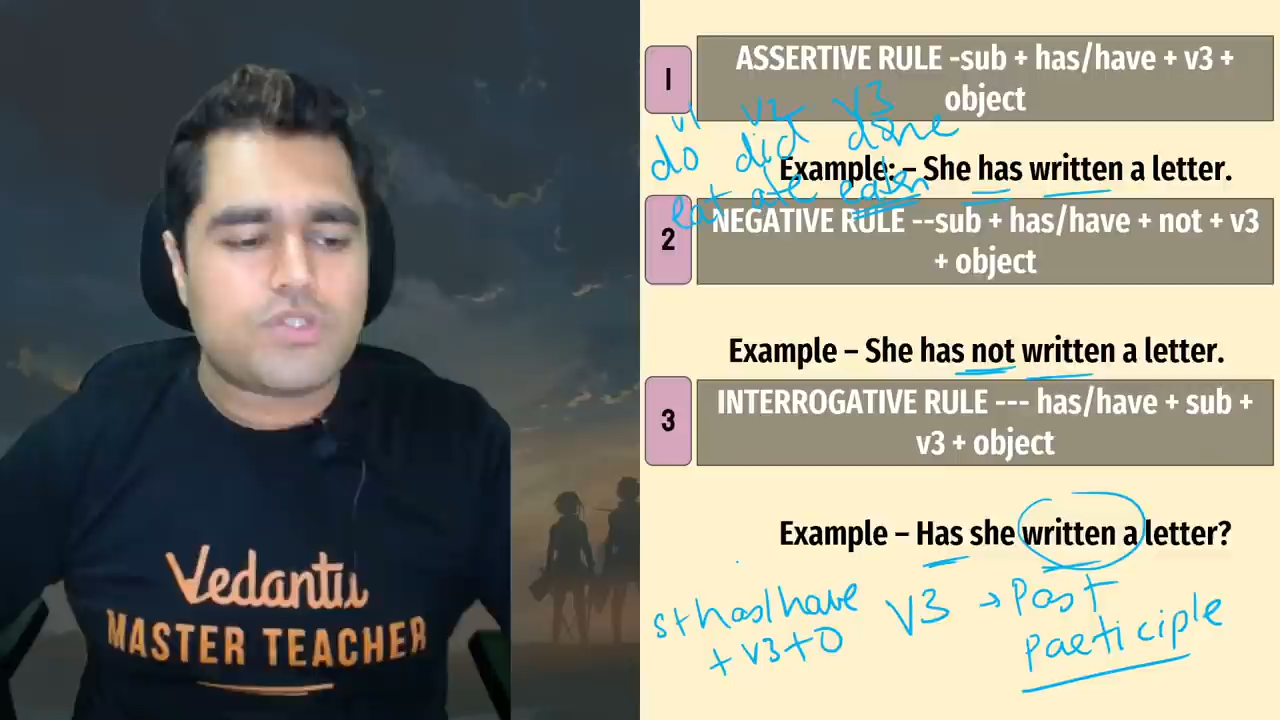 Vedantu
MASTER TEACHER
1
ASSERTIVE RULE -sub + has/have + v3 +
object
v1 v2 v3
do did done
Example: – She has written a letter.
eat ate eaten
2
NEGATIVE RULE --sub + has/have + not + v3
+ object
Example – She has not written a letter.
3
INTERROGATIVE RULE --- has/have + sub +
v3 + object
Example – Has she written a letter?
s+has/have
+ v3+O
V3 → Past
Paeticiple